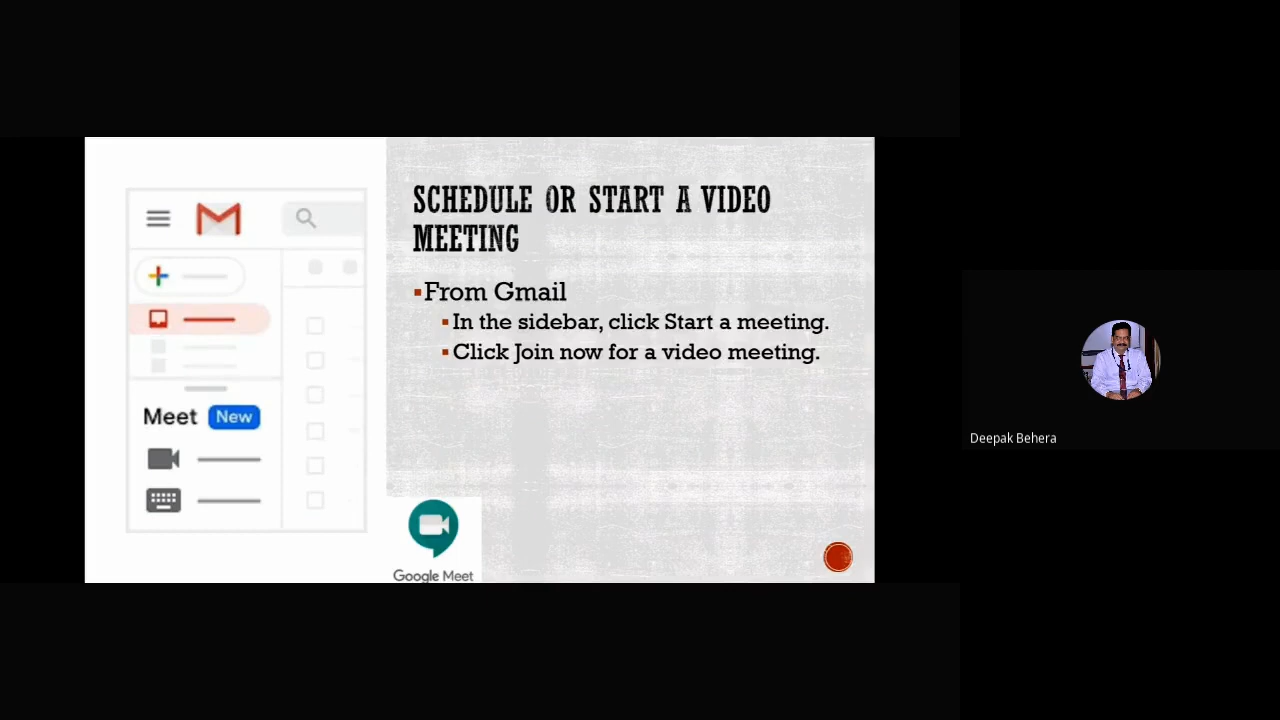 SCHEDULE OR START A VIDEO
MEETING
From Gmail
In the sidebar, click Start a meeting.
Click Join now for a video meeting.
Meet New
Google Meet
Deepak Behera